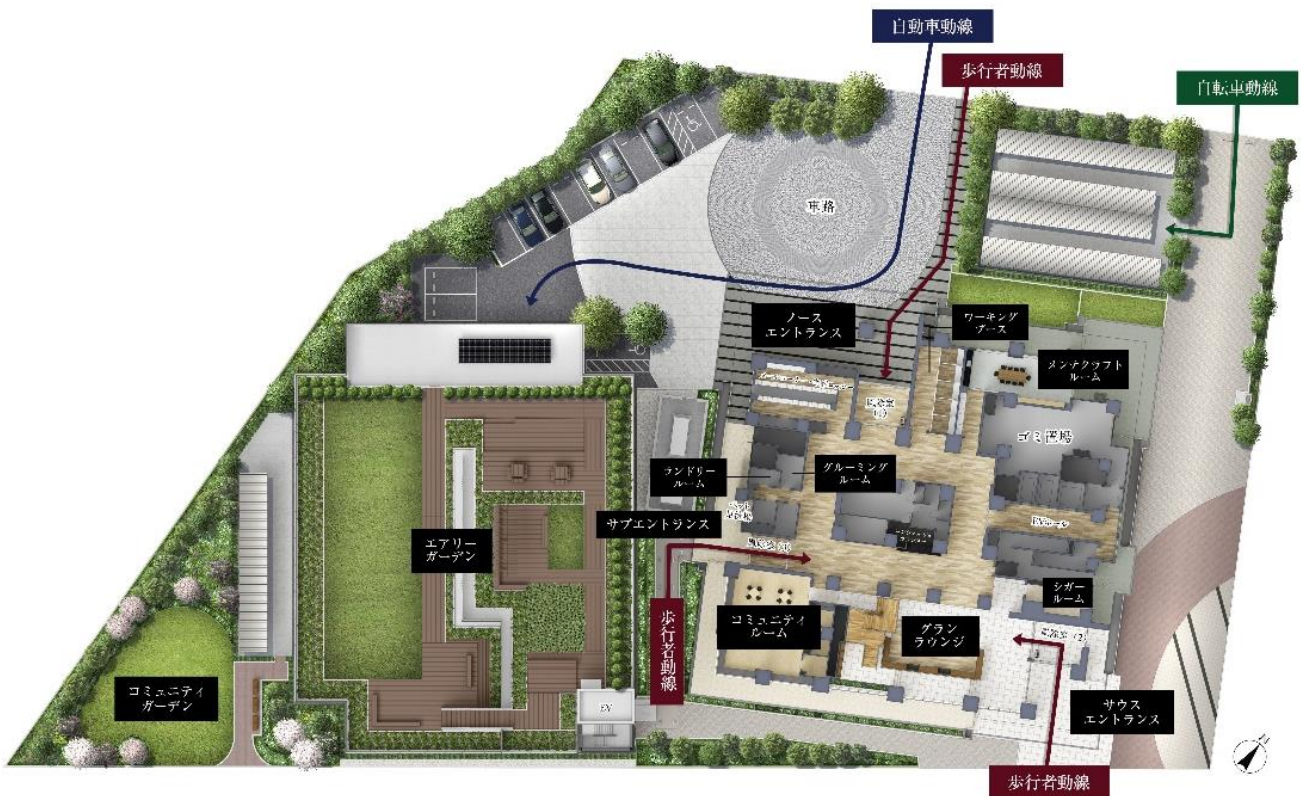 自動車動線
歩行者動線
自転車動線
車路
ノース
エントランス
ワーキング
ブース
メンテクラフト
ルーム
風除室
(1)
ゴミ置場
ランドリー
ルーム
グルーミング
ルーム
サブエントランス
エアリー
ガーデン
シガー
ルーム
コミュニティ
ルーム
グラン
ラウンジ
歩行者動線
コミュニティ
ガーデン
EV
サウス
エントランス
歩行者動線